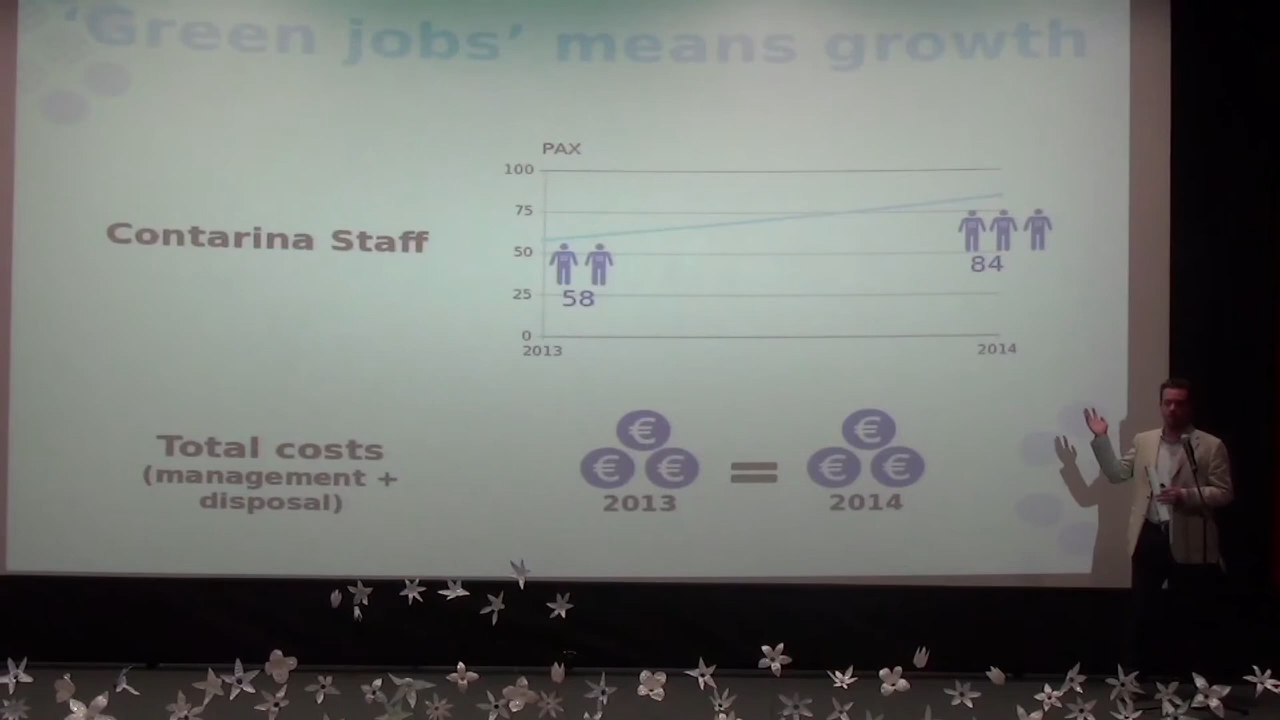 ‘Green jobs’ means growth
PAX
100
75
50
25
0
2013
2014
Contarina Staff
58
84
Total costs
(management +
disposal)
€
€ €
2013
=
€
€ €
2014